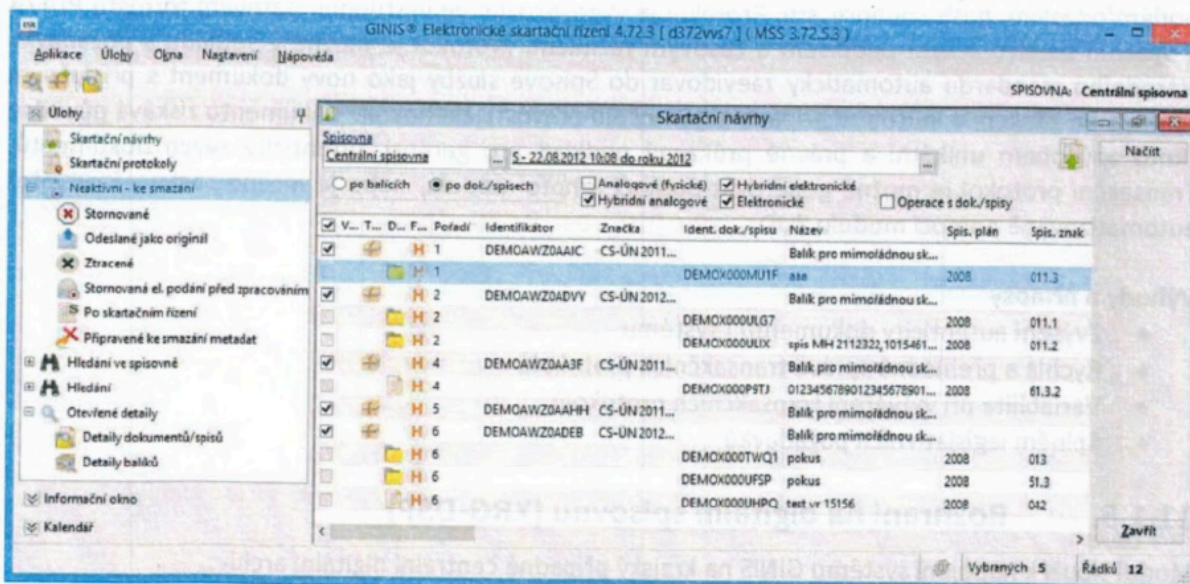 GINIS® Elektronické skartační řízení 4.72.3 [ d372vvs7 ] ( MSS 3.72.S.3 )
Aplikace Úlohy Okna Nastavení Nápověda
SPISOVNA: Centrální spisovna
Úlohy
Skartační návrhy
Skartační protokoly
Neaktivní - ke smazání
Stornované
Odeslané jako originál
Ztracené
Stornovaná el. podání před zpracováním
Po skartačním řízení
Připravené ke smazání metadat
Hledání ve spisovně
Hledání
Otevřené detaily
Detaily dokumentů/spisů
Detaily balíků
Informační okno
Kalendář
Skartační návrhy
Spisovna
Centrální spisovna ... S - 22.08.2012 10:08 do roku 2012 ...
Načíst
po balících po dok./spisech Analogové (fyzické) Hybridní elektronické
Hybridní analogové Elektronické Operace s dok./spisy
V... T... D... F... Pořadí Identifikátor Značka Ident. dok./spisu Název Spis. plán Spis. znak
H 1 DEMOAWZ0AAIC CS-ÚN 2011... Balík pro mimořádnou sk...
H 1 DEMOX000MU1F aaa 2008 011.3
H 2 DEMOAWZ0ADVY CS-ÚN 2012... Balík pro mimořádnou sk...
H 2 DEMOX000ULG7 2008 011.1
H 2 DEMOX000ULIX spis MH 2112322,1015461... 2008 011.2
H 4 DEMOAWZ0AA3F CS-ÚN 2011... Balík pro mimořádnou sk...
H 4 DEMOX000P9TJ 01234567890123456789 01... 2008 61.3.2
H 5 DEMOAWZ0AAHH CS-ÚN 2011... Balík pro mimořádnou sk...
H 6 DEMOAWZ0ADEB CS-ÚN 2012... Balík pro mimořádnou sk...
H 6 DEMOX000TWQ1 pokus 2008 013
H 6 DEMOX000UFSP pokus 2008 51.3
H 6 DEMOX000UHPQ test v 15156 2008 042
Zavřít
Vybraných 5 Řádků 12